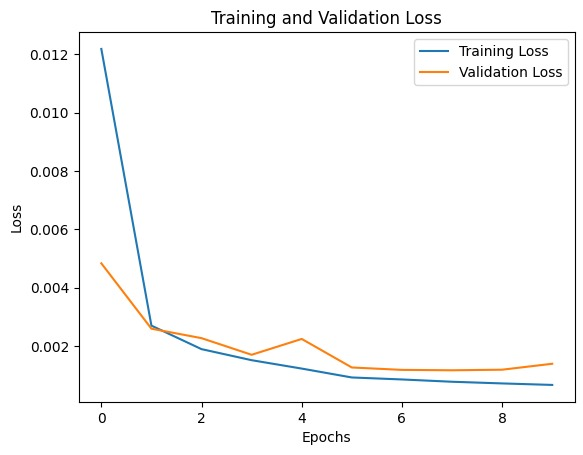 Training and Validation Loss
Training Loss
Validation Loss
0.012
0.010
0.008
0.006
0.004
0.002
Loss
0 2 4 6 8
Epochs